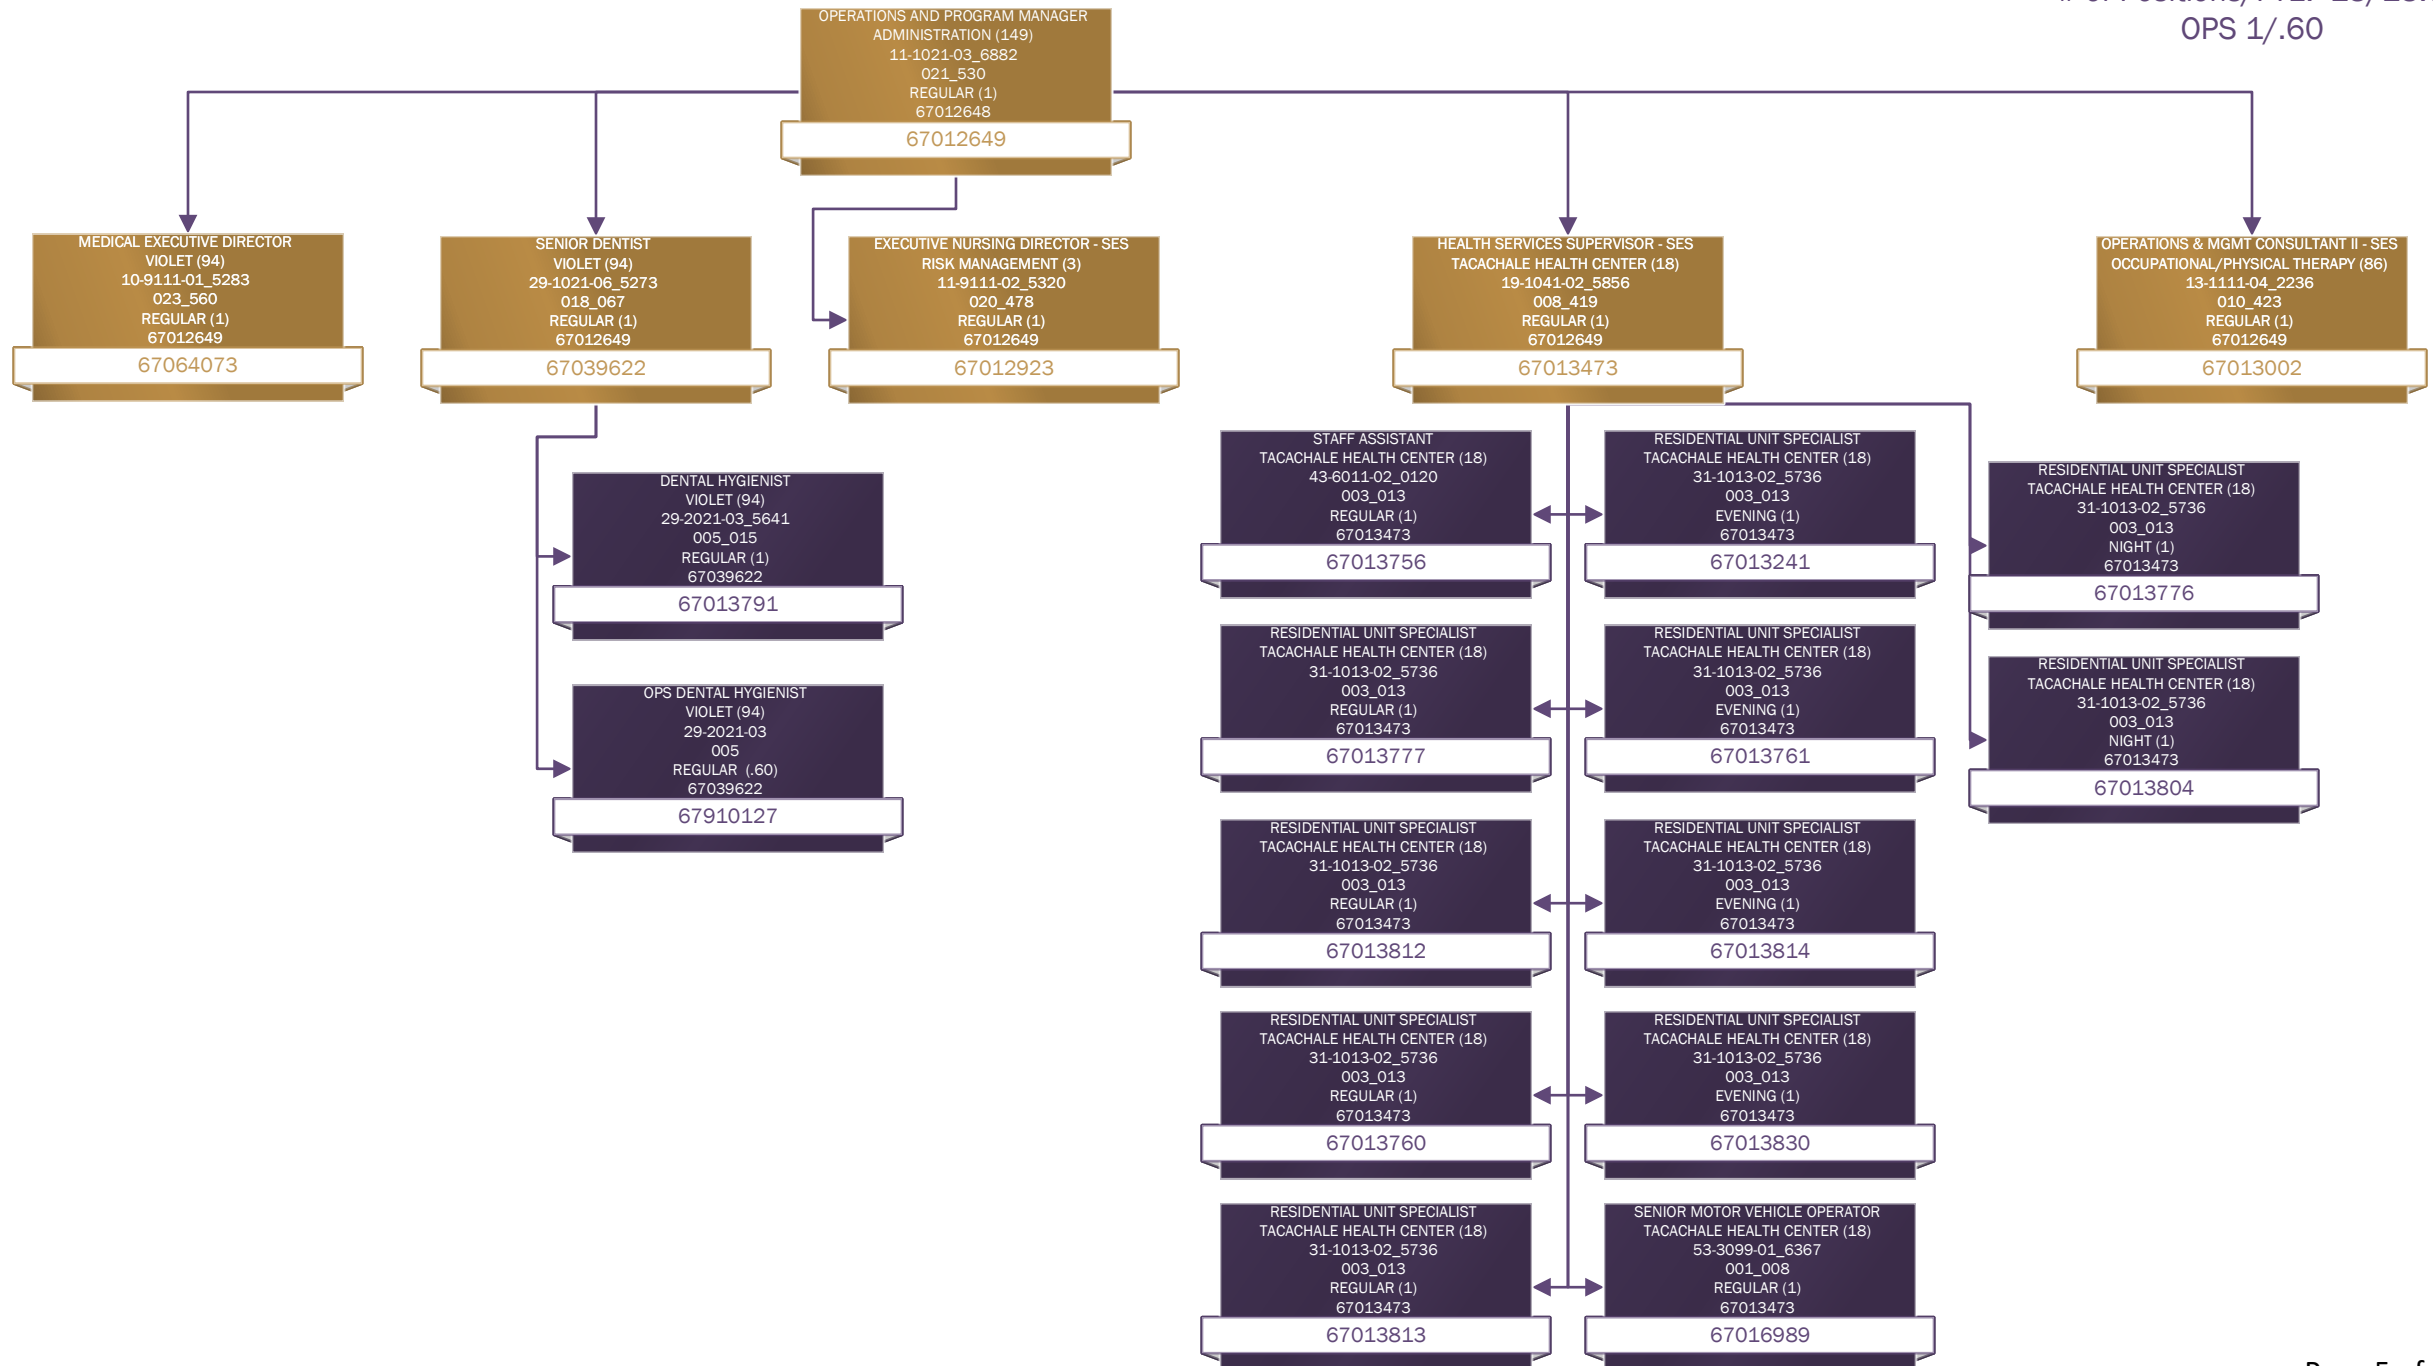 OPS 1/.60
OPERATIONS AND PROGRAM MANAGER
ADMINISTRATION (149)
11-1021-03_6882
021_530
REGULAR (1)
67012648
67012649
MEDICAL EXECUTIVE DIRECTOR
VIOLET (94)
10-9111-01_5283
023_560
REGULAR (1)
67012649
67064073
SENIOR DENTIST
VIOLET (94)
29-1021-06_5273
018_067
REGULAR (1)
67012649
67039622
EXECUTIVE NURSING DIRECTOR - SES
RISK MANAGEMENT (3)
11-9111-02_5320
020_478
REGULAR (1)
67012649
67012923
HEALTH SERVICES SUPERVISOR - SES
TACACHALE HEALTH CENTER (18)
19-1041-02_5856
008_419
REGULAR (1)
67012649
67013473
OPERATIONS & MGMT CONSULTANT II - SES
OCCUPATIONAL/PHYSICAL THERAPY (86)
13-1111-04_2236
010_423
REGULAR (1)
67012649
67013002
DENTAL HYGIENIST
VIOLET (94)
29-2021-03_5641
005_015
REGULAR (1)
67039622
67013791
OPS DENTAL HYGIENIST
VIOLET (94)
29-2021-03
005
REGULAR (.60)
67039622
67910127
STAFF ASSISTANT
TACACHALE HEALTH CENTER (18)
43-6011-02_0120
003_013
REGULAR (1)
67013473
67013756
RESIDENTIAL UNIT SPECIALIST
TACACHALE HEALTH CENTER (18)
31-1013-02_5736
003_013
EVENING (1)
67013473
67013241
RESIDENTIAL UNIT SPECIALIST
TACACHALE HEALTH CENTER (18)
31-1013-02_5736
003_013
NIGHT (1)
67013473
67013776
RESIDENTIAL UNIT SPECIALIST
TACACHALE HEALTH CENTER (18)
31-1013-02_5736
003_013
REGULAR (1)
67013473
67013777
RESIDENTIAL UNIT SPECIALIST
TACACHALE HEALTH CENTER (18)
31-1013-02_5736
003_013
EVENING (1)
67013473
67013761
RESIDENTIAL UNIT SPECIALIST
TACACHALE HEALTH CENTER (18)
31-1013-02_5736
003_013
NIGHT (1)
67013473
67013804
RESIDENTIAL UNIT SPECIALIST
TACACHALE HEALTH CENTER (18)
31-1013-02_5736
003_013
REGULAR (1)
67013473
67013812
RESIDENTIAL UNIT SPECIALIST
TACACHALE HEALTH CENTER (18)
31-1013-02_5736
003_013
EVENING (1)
67013473
67013814
RESIDENTIAL UNIT SPECIALIST
TACACHALE HEALTH CENTER (18)
31-1013-02_5736
003_013
REGULAR (1)
67013473
67013760
RESIDENTIAL UNIT SPECIALIST
TACACHALE HEALTH CENTER (18)
31-1013-02_5736
003_013
EVENING (1)
67013473
67013830
RESIDENTIAL UNIT SPECIALIST
TACACHALE HEALTH CENTER (18)
31-1013-02_5736
003_013
REGULAR (1)
67013473
67013813
SENIOR MOTOR VEHICLE OPERATOR
TACACHALE HEALTH CENTER (18)
53-3099-01_6367
001_008
REGULAR (1)
67013473
67016989